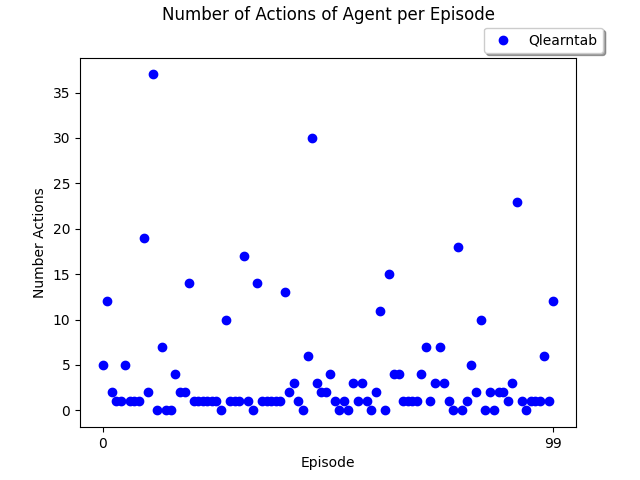 Number of Actions of Agent per Episode
Qlearntab
35
30
25
20
15
10
5
0
Number Actions
0 99
Episode